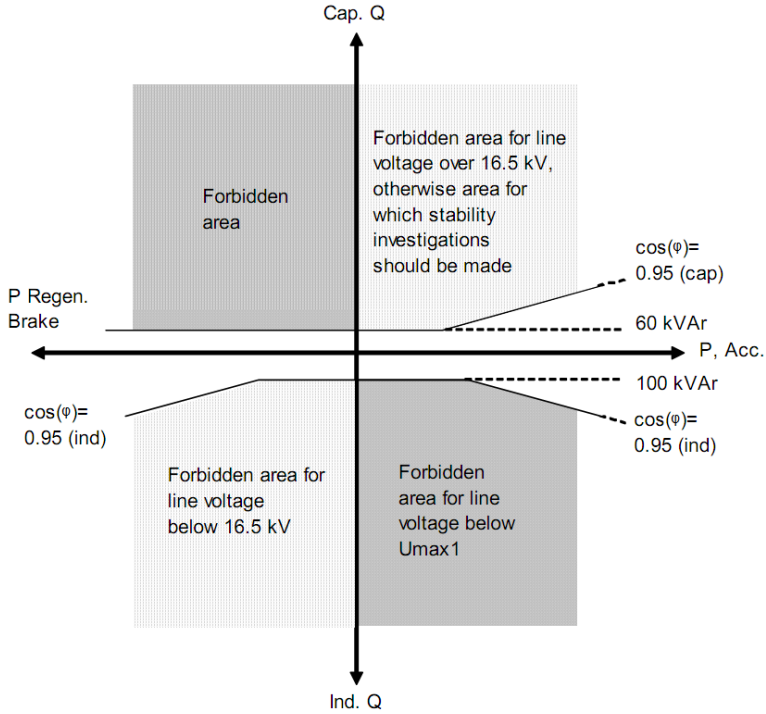 Cap. Q
Forbidden area for line
voltage over 16.5 kV,
otherwise area for
which stability
investigations
should be made
Forbidden
area
cos(φ)=
0.95 (cap)
P Regen.
Brake
60 kVAr
P, Acc.
100 kVAr
cos(φ)=
0.95 (ind)
cos(φ)=
0.95 (ind)
Forbidden area for
line voltage
below 16.5 kV
Forbidden
area for line
voltage below
Umax1
Ind. Q